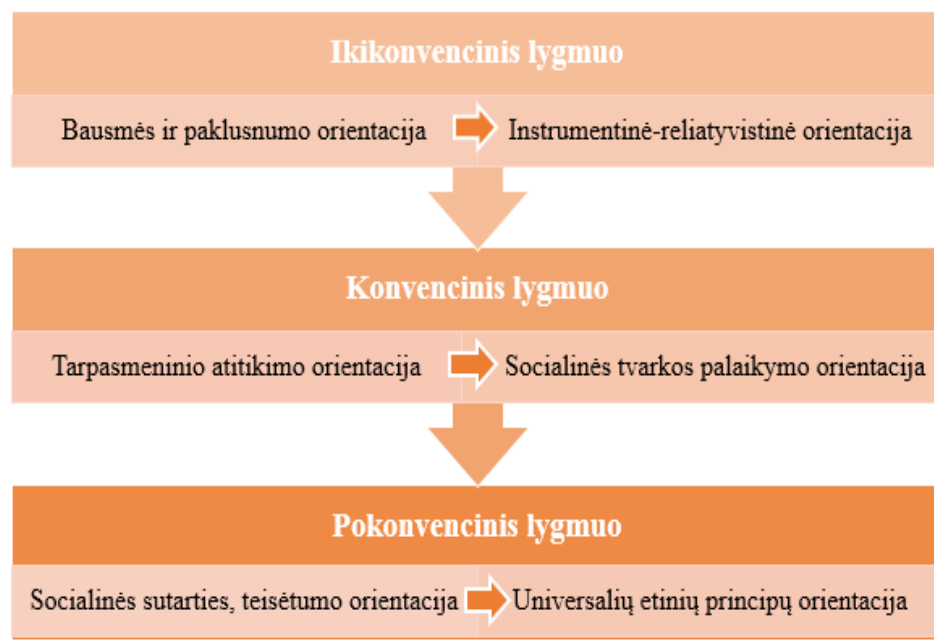 Ikikonvencinis lygmuo
Bausmės ir paklusnumo orientacija
Instrumentinė-reliatyvistinė orientacija
Konvencinis lygmuo
Tarpasmeninio atitikimo orientacija
Socialinės tvarkos palaikymo orientacija
Pokonvencinis lygmuo
Socialinės sutarties, teisėtumo orientacija
Universalių etinių principų orientacija